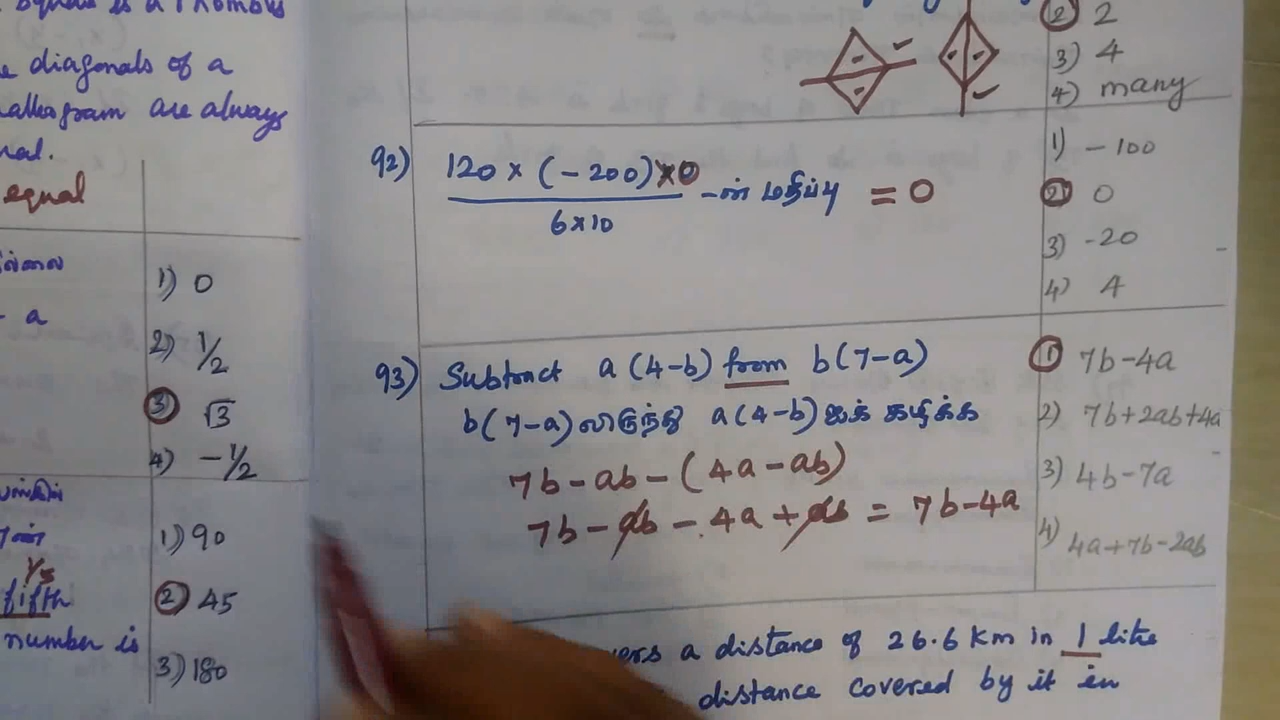 is a rhombus
diagonals of a
are always
equal
a
1) 0
2) 1/2
3) √3
4) -1/2
1/5
fifth
number is
1) 90
2) 45
3) 180
2) 2
3) 4
4) many
92) 120 × (-200) × 0 / 6×10 -ன் மதிப்பு = 0
1) -100
2) 0
3) -20
4) 4
93) Subtract a(4-b) from b(7-a)
b(7-a) லிருந்து a(4-b) ஐக் கழிக்க
7b - ab - (4a - ab)
7b - ab - 4a + ab = 7b - 4a
1) 7b - 4a
2) 7b + 2ab + 4a
3) 4b - 7a
4) 4a + 7b - 2ab
a distance of 26.6 km in 1 litre
distance covered by it in